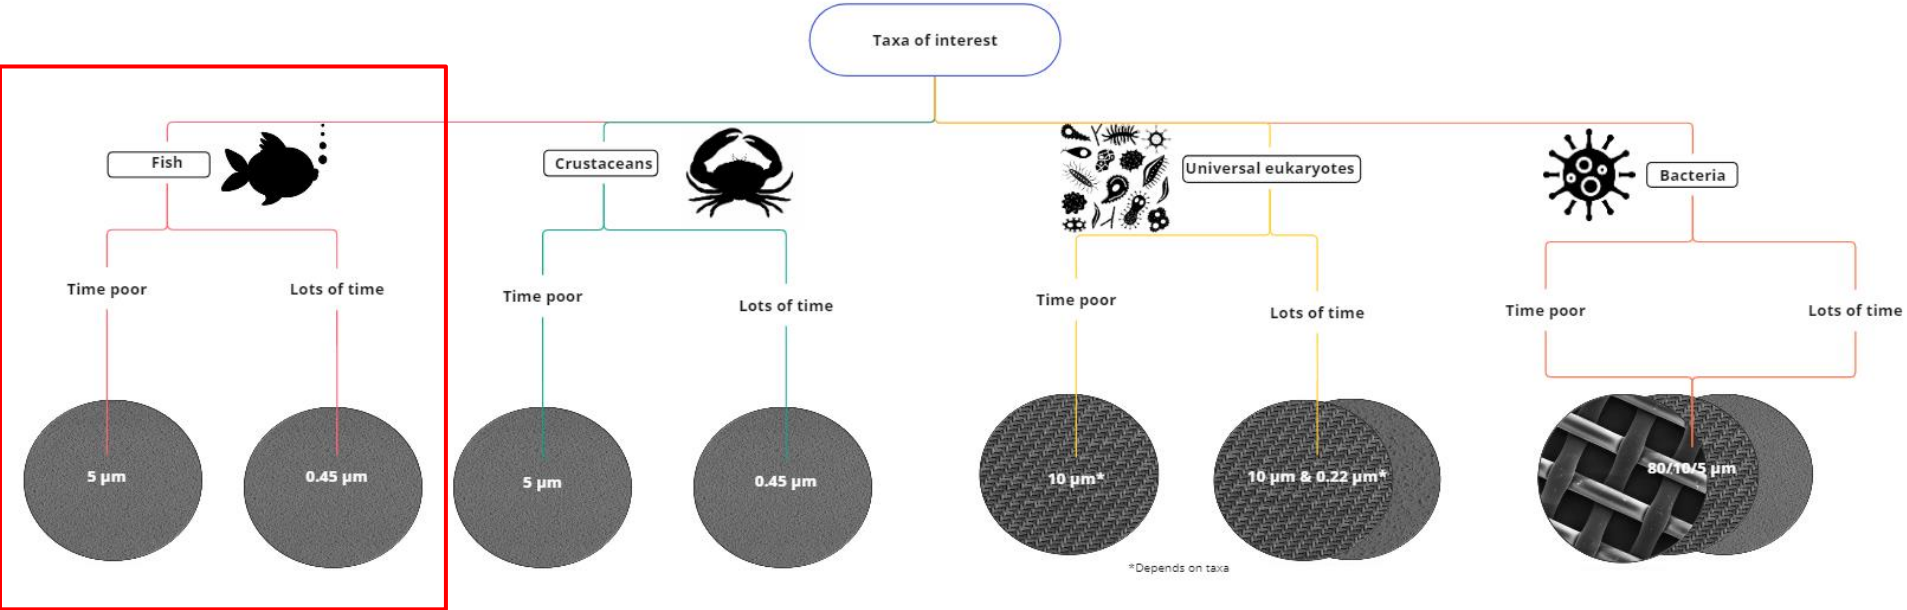 Taxa of interest
Fish
Crustaceans
Universal eukaryotes
Bacteria
Time poor
Lots of time
Time poor
Lots of time
Time poor
Lots of time
Time poor
Lots of time
5 µm
0.45 µm
5 µm
0.45 µm
10 µm*
10 µm & 0.22 µm*
80/10/5 µm
*Depends on taxa